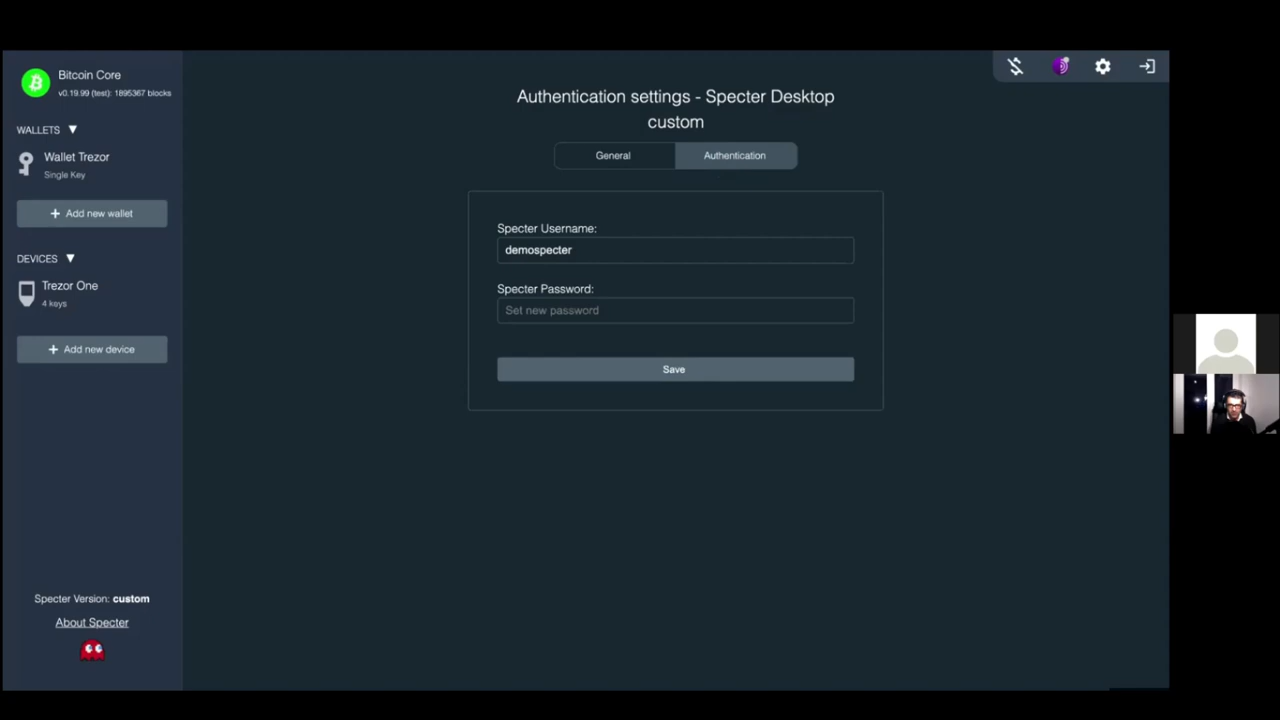 Bitcoin Core
v0.19.99 (test): 1895367 blocks
WALLETS ▼
Wallet Trezor
Single Key
+ Add new wallet
DEVICES ▼
Trezor One
4 keys
+ Add new device
Specter Version: custom
About Specter
Authentication settings - Specter Desktop
custom
General
Authentication
Specter Username:
demospecter
Specter Password:
Set new password
Save